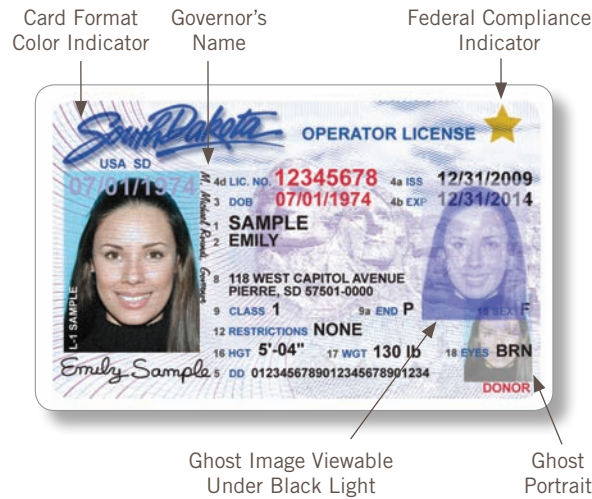 Card Format
Color Indicator
Governor's
Name
Federal Compliance
Indicator
South Dakota
OPERATOR LICENSE
USA SD
07/01/1974
M. Michael Rounds, Governor
4d LIC. NO. 12345678 4a ISS 12/31/2009
3 DOB 07/01/1974 4b EXP 12/31/2014
1 SAMPLE
2 EMILY
8 118 WEST CAPITOL AVENUE
PIERRE, SD 57501-0000
9 CLASS 1 9a END P 15 SEX F
12 RESTRICTIONS NONE
16 HGT 5'-04" 17 WGT 130 lb 18 EYES BRN
5 DD 0123456789012345678901234
L-1 SAMPLE
Emily Sample
DONOR
Ghost Image Viewable
Under Black Light
Ghost
Portrait